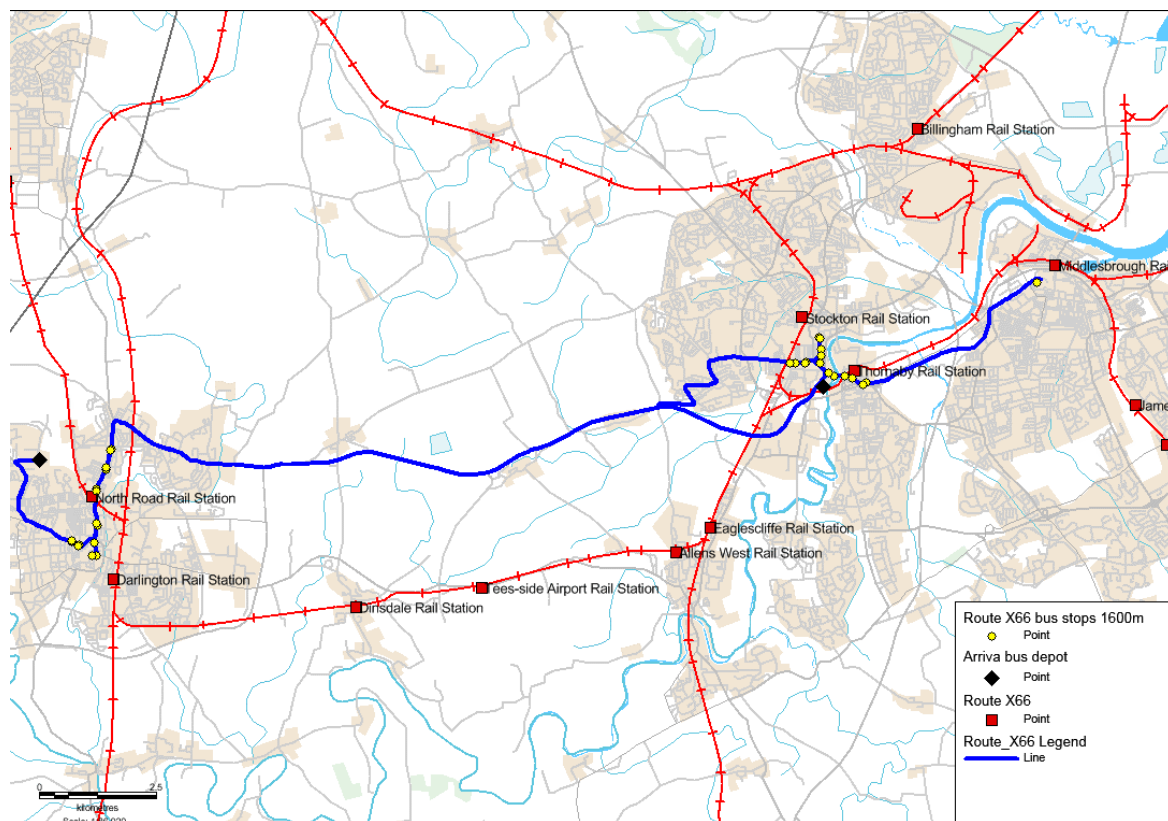 Billingham Rail Station
Middlesbrough Rai
Stockton Rail Station
Thornaby Rail Station
Jame
North Road Rail Station
Eaglescliffe Rail Station
Allens West Rail Station
Darlington Rail Station
Tees-side Airport Rail Station
Dinsdale Rail Station
Route X66 bus stops 1600m
Point
Arriva bus depot
Point
Route X66
Point
Route_X66 Legend
Line
0 2.5
kilometres